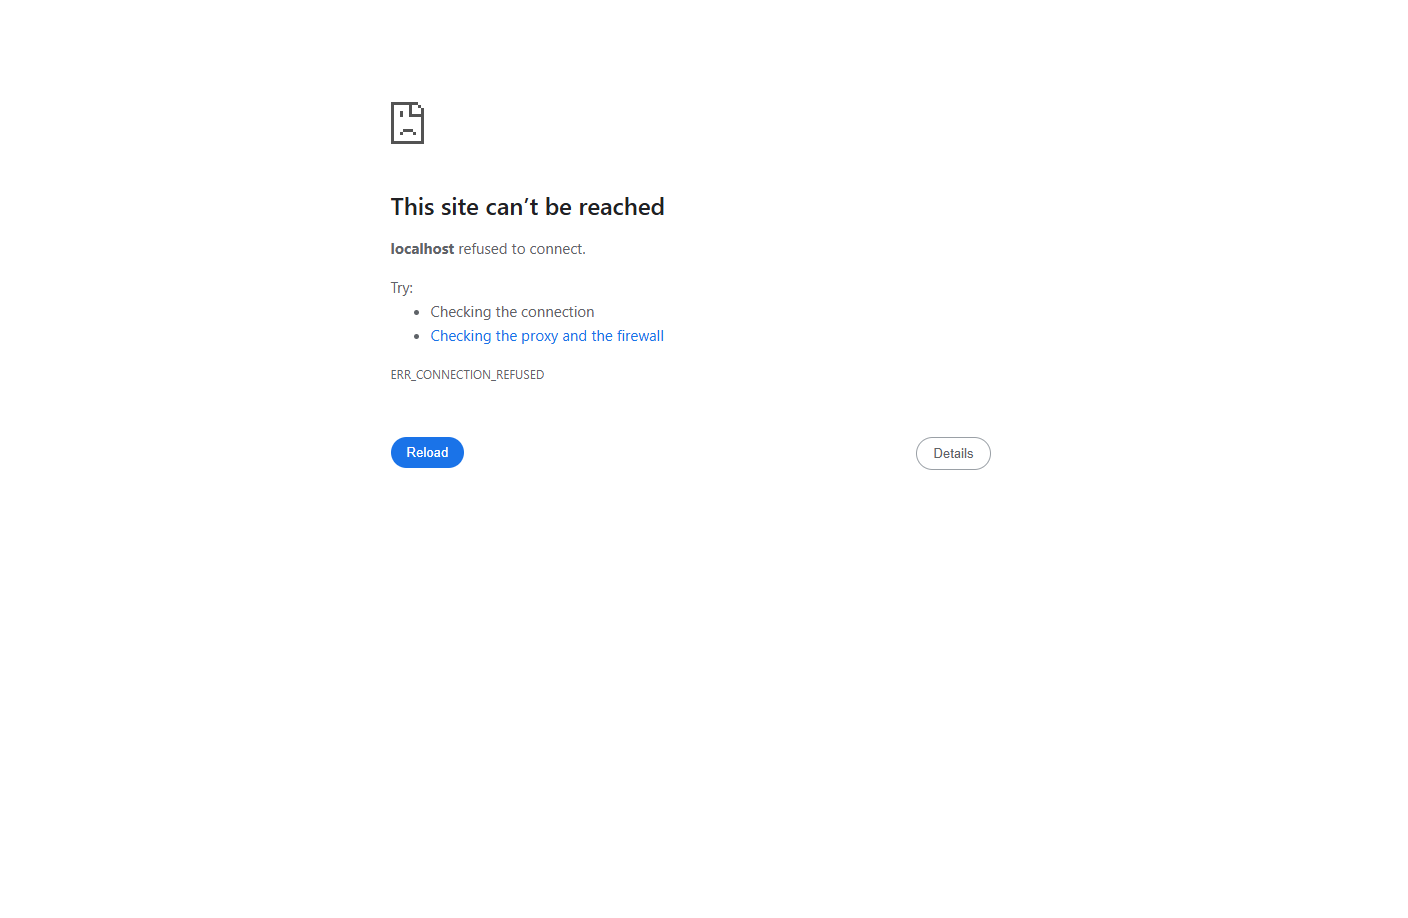 This site can’t be reached
localhost refused to connect.
Try:
• Checking the connection
• Checking the proxy and the firewall
ERR_CONNECTION_REFUSED
Reload
Details